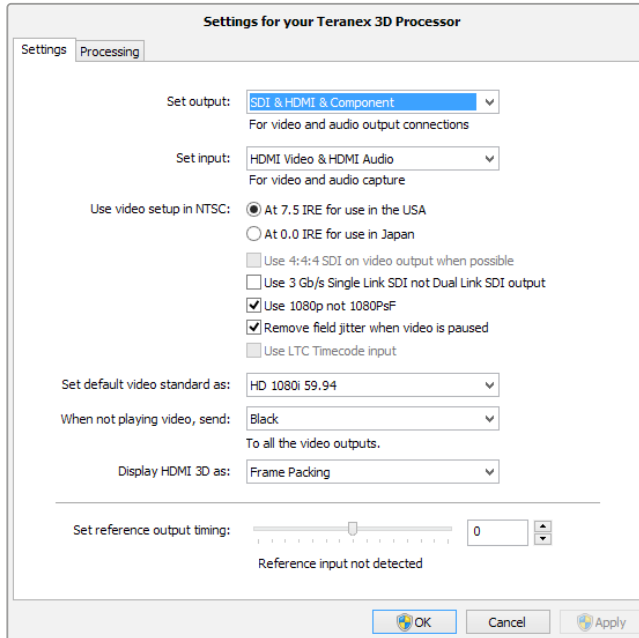 Settings for your Teranex 3D Processor
Settings Processing
Set output: SDI & HDMI & Component
For video and audio output connections
Set input: HDMI Video & HDMI Audio
For video and audio capture
Use video setup in NTSC: At 7.5 IRE for use in the USA
At 0.0 IRE for use in Japan
Use 4:4:4 SDI on video output when possible
Use 3 Gb/s Single Link SDI not Dual Link SDI output
Use 1080p not 1080PsF
Remove field jitter when video is paused
Use LTC Timecode input
Set default video standard as: HD 1080i 59.94
When not playing video, send: Black
To all the video outputs.
Display HDMI 3D as: Frame Packing
Set reference output timing: 0
Reference input not detected
OK Cancel Apply